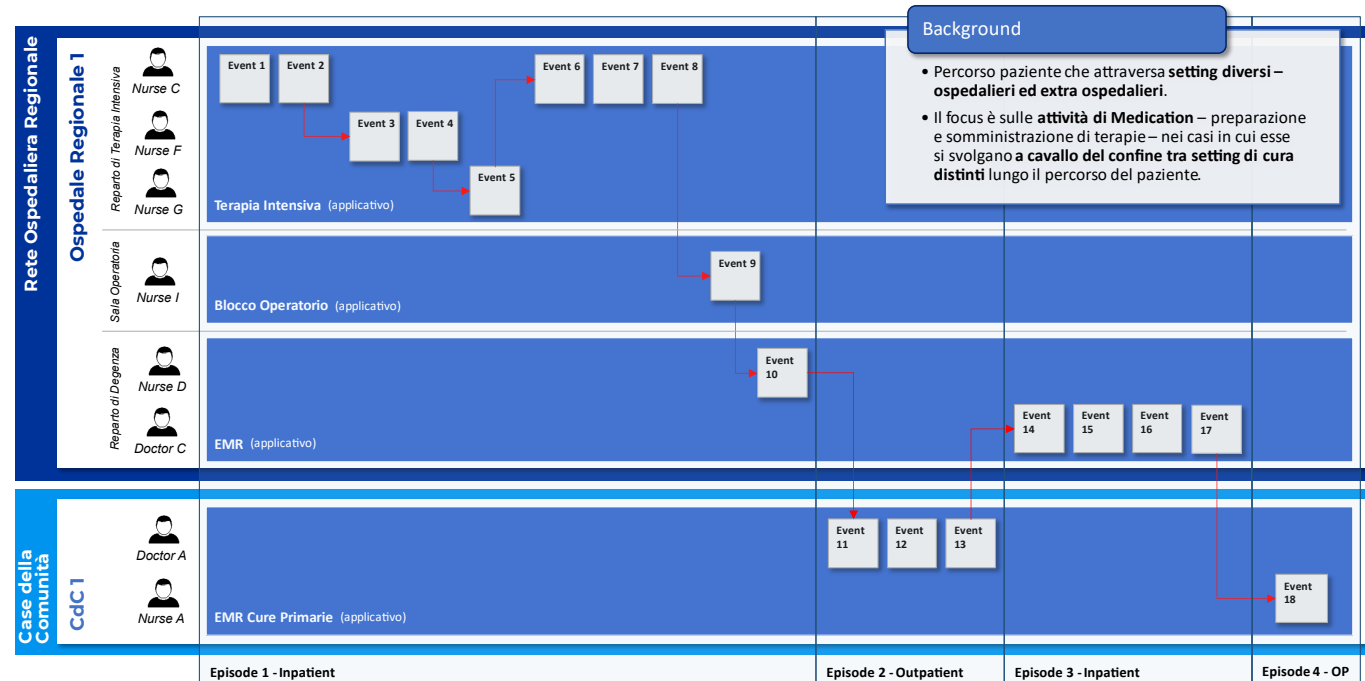 Background
• Percorso paziente che attraversa setting diversi –
ospedalieri ed extra ospedalieri.
• Il focus è sulle attività di Medication – preparazione
e somministrazione di terapie – nei casi in cui esse
si svolgano a cavallo del confine tra setting di cura
distinti lungo il percorso del paziente.
Rete Ospedaliera Regionale
Ospedale Regionale 1
Reparto di Terapia Intensiva
Nurse C
Nurse F
Nurse G
Event 1
Event 2
Event 3
Event 4
Event 5
Event 6
Event 7
Event 8
Terapia Intensiva (applicativo)
Sala Operatoria
Nurse I
Event 9
Blocco Operatorio (applicativo)
Reparto di Degenza
Nurse D
Doctor C
Event
10
Event
14
Event
15
Event
16
Event
17
EMR (applicativo)
Case della
Comunità
CdC 1
Doctor A
Nurse A
Event
11
Event
12
Event
13
Event
18
EMR Cure Primarie (applicativo)
Episode 1 - Inpatient
Episode 2 - Outpatient
Episode 3 - Inpatient
Episode 4 - OP